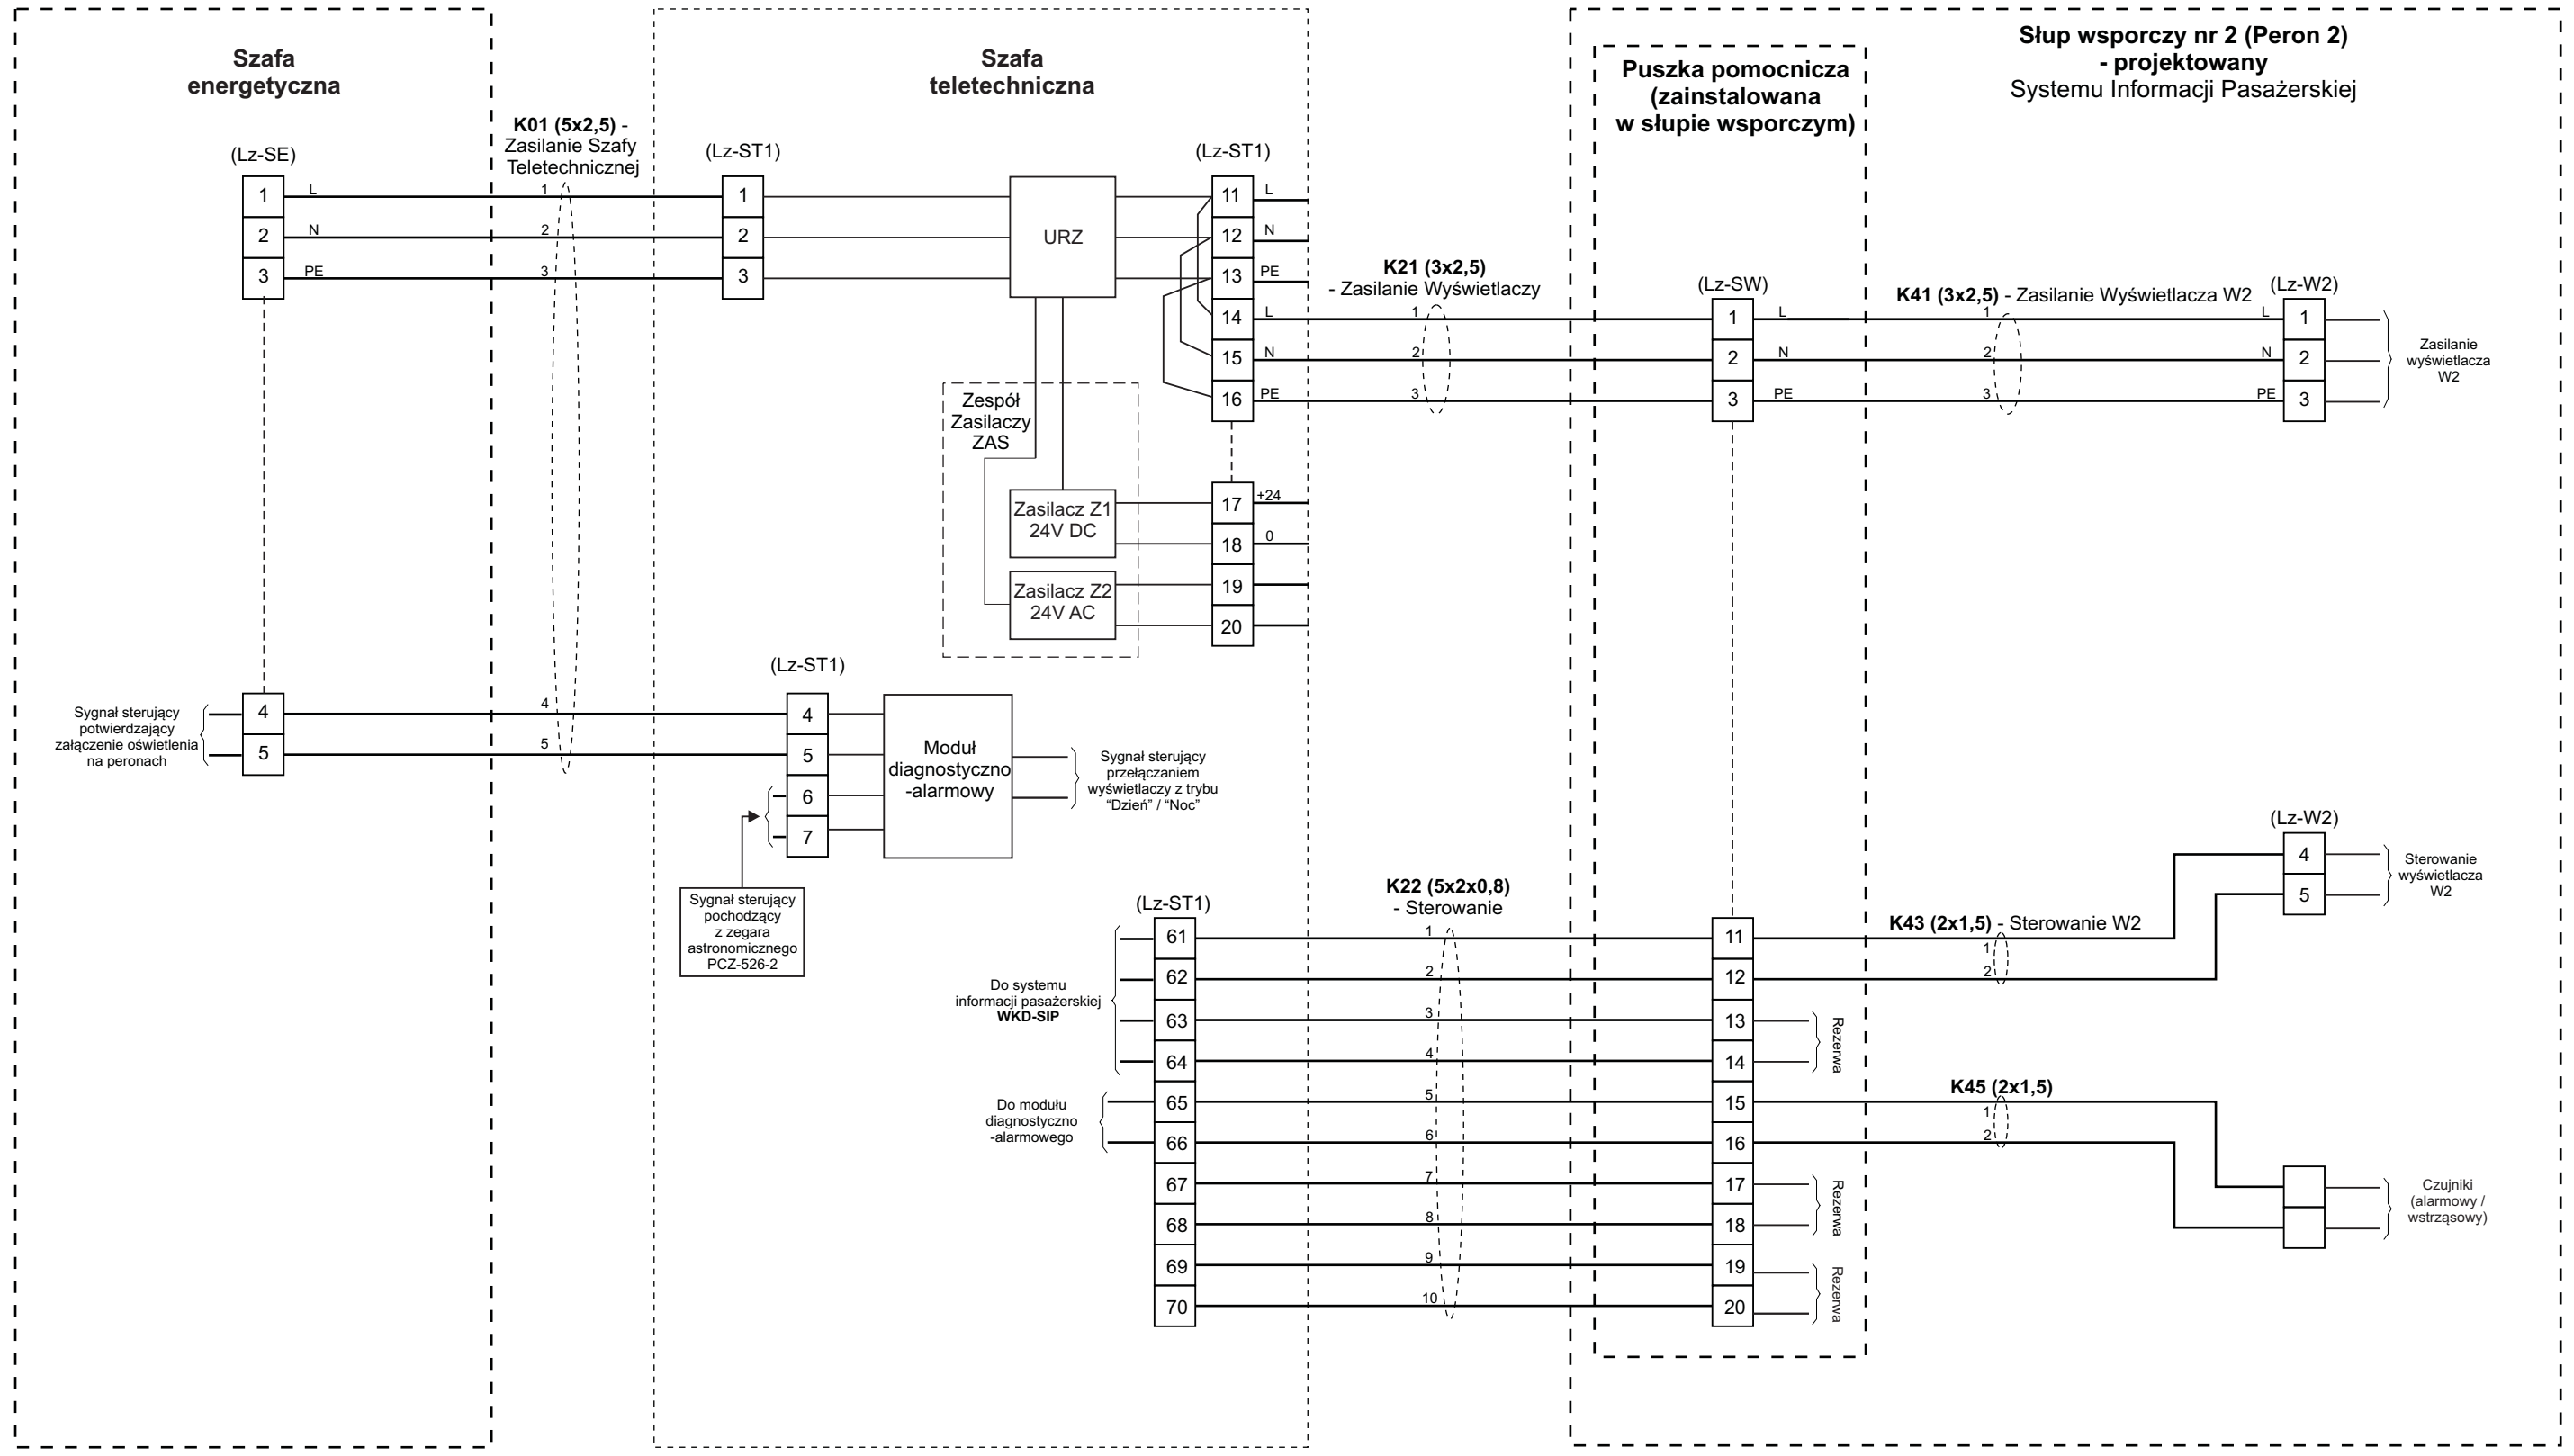 Szafa
energetyczna
K01 (5x2,5) -
Zasilanie Szafy
Teletechnicznej
(Lz-SE)
1
L
1
2
N
2
3
PE
3
4
4
5
5
Sygnał sterujący
potwierdzający
załączenie oświetlenia
na peronach
Szafa
teletechniczna
(Lz-ST1)
1
2
3
URZ
(Lz-ST1)
11
L
12
N
13
PE
14
L
15
N
16
PE
Zespół
Zasilaczy
ZAS
Zasilacz Z1
24V DC
Zasilacz Z2
24V AC
17
+24
18
0
19
20
(Lz-ST1)
4
5
6
7
Moduł
diagnostyczno
-alarmowy
Sygnał sterujący
przełączaniem
wyświetlaczy z trybu
“Dzień” / “Noc”
Sygnał sterujący
pochodzący
z zegara
astronomicznego
PCZ-526-2
(Lz-ST1)
61
62
63
64
65
66
67
68
69
70
Do systemu
informacji pasażerskiej
WKD-SIP
Do modułu
diagnostyczno
-alarmowego
K21 (3x2,5)
- Zasilanie Wyświetlaczy
1
2
3
K22 (5x2x0,8)
- Sterowanie
1
2
3
4
5
6
7
8
9
10
Słup wsporczy nr 2 (Peron 2)
- projektowany
Systemu Informacji Pasażerskiej
Puszka pomocnicza
(zainstalowana
w słupie wsporczym)
(Lz-SW)
1
L
2
N
3
PE
11
12
13
14
15
16
17
18
19
20
Rezerwa
Rezerwa
Rezerwa
K41 (3x2,5) - Zasilanie Wyświetlacza W2
1
2
3
(Lz-W2)
L
1
N
2
PE
3
Zasilanie
wyświetlacza
W2
K43 (2x1,5) - Sterowanie W2
1
2
(Lz-W2)
4
5
Sterowanie
wyświetlacza
W2
K45 (2x1,5)
1
2
Czujniki
(alarmowy /
wstrząsowy)